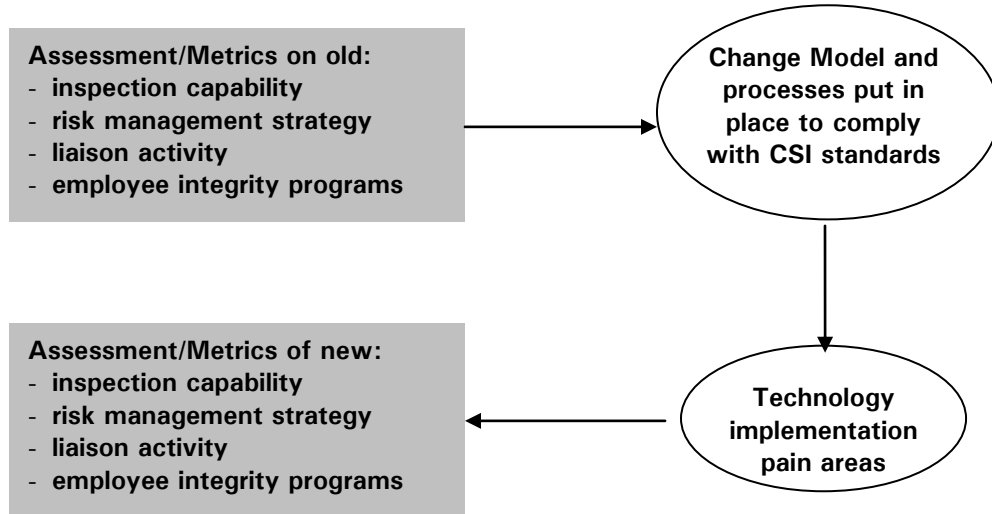 Assessment/Metrics on old:
- inspection capability
- risk management strategy
- liaison activity
- employee integrity programs
Change Model and
processes put in
place to comply
with CSI standards
Technology
implementation
pain areas
Assessment/Metrics of new:
- inspection capability
- risk management strategy
- liaison activity
- employee integrity programs